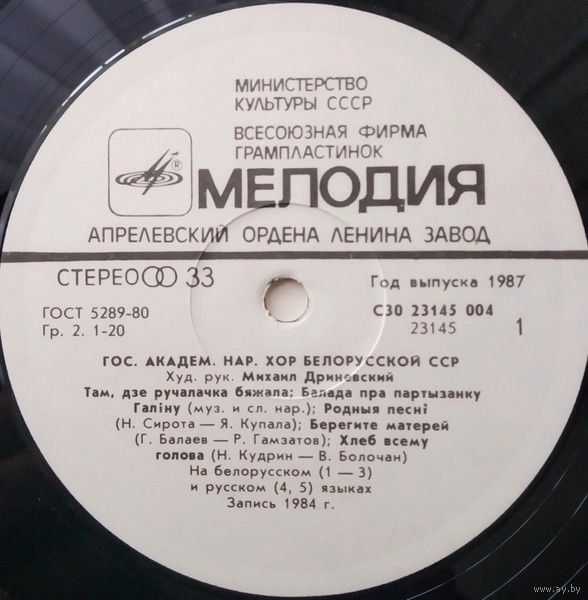 МИНИСТЕРСТВО
КУЛЬТУРЫ СССР
ВСЕСОЮЗНАЯ ФИРМА
ГРАМПЛАСТИНОК
® МЕЛОДИЯ
АПРЕЛЕВСКИЙ ОРДЕНА ЛЕНИНА ЗАВОД
СТЕРЕО 33
Год выпуска 1987
ГОСТ 5289-80
С30 23145 004
Гр. 2. 1-20
23145 1
ГОС. АКАДЕМ. НАР. ХОР БЕЛОРУССКОЙ ССР
Худ. рук. Михаил Дриневский
Там, дзе ручалачка бяжала; Балада пра партызанку
Галіну (муз. и сл. нар.); Родныя песні
(Н. Сирота — Я. Купала); Берегите матерей
(Г. Балаев — Р. Гамзатов); Хлеб всему
голова (Н. Кудрин — В. Болочан)
На белорусском (1 — 3)
и русском (4, 5) языках
Запись 1984 г.
www.ay.by